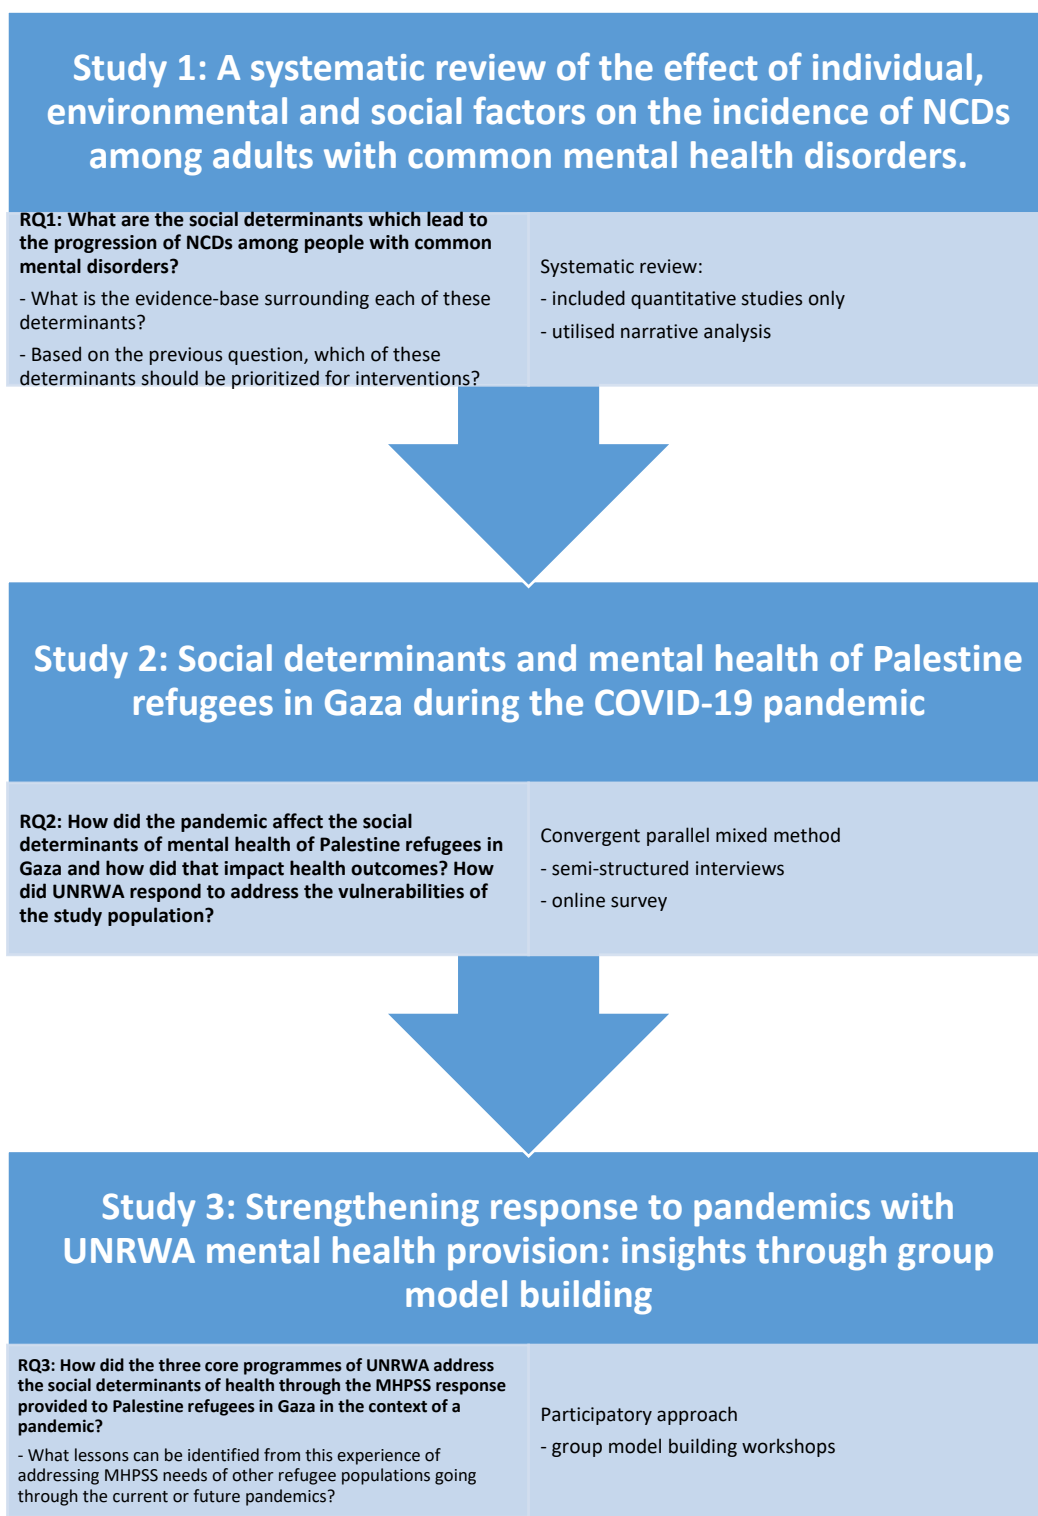 Study 1: A systematic review of the effect of individual,
environmental and social factors on the incidence of NCDs
among adults with common mental health disorders.
RQ1: What are the social determinants which lead to
the progression of NCDs among people with common
mental disorders?
- What is the evidence-base surrounding each of these
determinants?
- Based on the previous question, which of these
determinants should be prioritized for interventions?
Systematic review:
- included quantitative studies only
- utilised narrative analysis
Study 2: Social determinants and mental health of Palestine
refugees in Gaza during the COVID-19 pandemic
RQ2: How did the pandemic affect the social
determinants of mental health of Palestine refugees in
Gaza and how did that impact health outcomes? How
did UNRWA respond to address the vulnerabilities of
the study population?
Convergent parallel mixed method
- semi-structured interviews
- online survey
Study 3: Strengthening response to pandemics with
UNRWA mental health provision: insights through group
model building
RQ3: How did the three core programmes of UNRWA address
the social determinants of health through the MHPSS response
provided to Palestine refugees in Gaza in the context of a
pandemic?
- What lessons can be identified from this experience of
addressing MHPSS needs of other refugee populations going
through the current or future pandemics?
Participatory approach
- group model building workshops